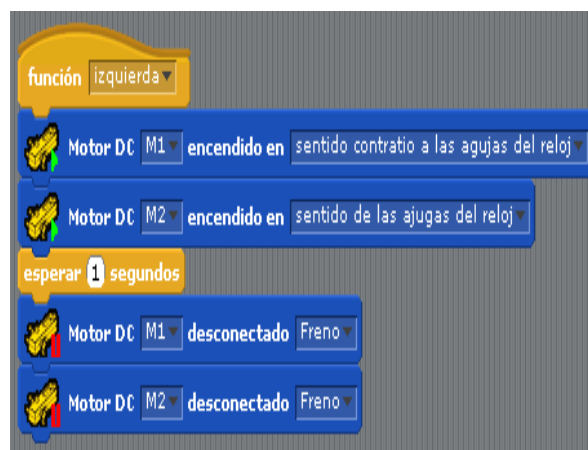 función izquierda
Motor DC M1 encendido en sentido contratio a las agujas del reloj
Motor DC M2 encendido en sentido de las ajugas del reloj
esperar 1 segundos
Motor DC M1 desconectado Freno
Motor DC M2 desconectado Freno